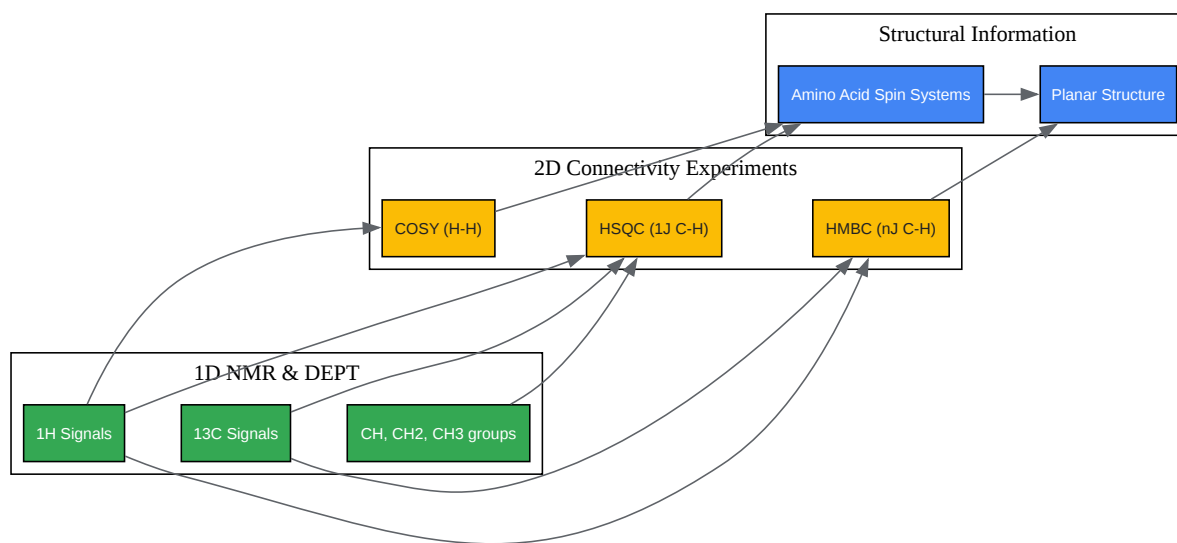 Structural Information
Amino Acid Spin Systems
Planar Structure
2D Connectivity Experiments
COSY (H-H)
HSQC (1J C-H)
HMBC (nJ C-H)
1D NMR & DEPT
1H Signals
13C Signals
CH, CH2, CH3 groups